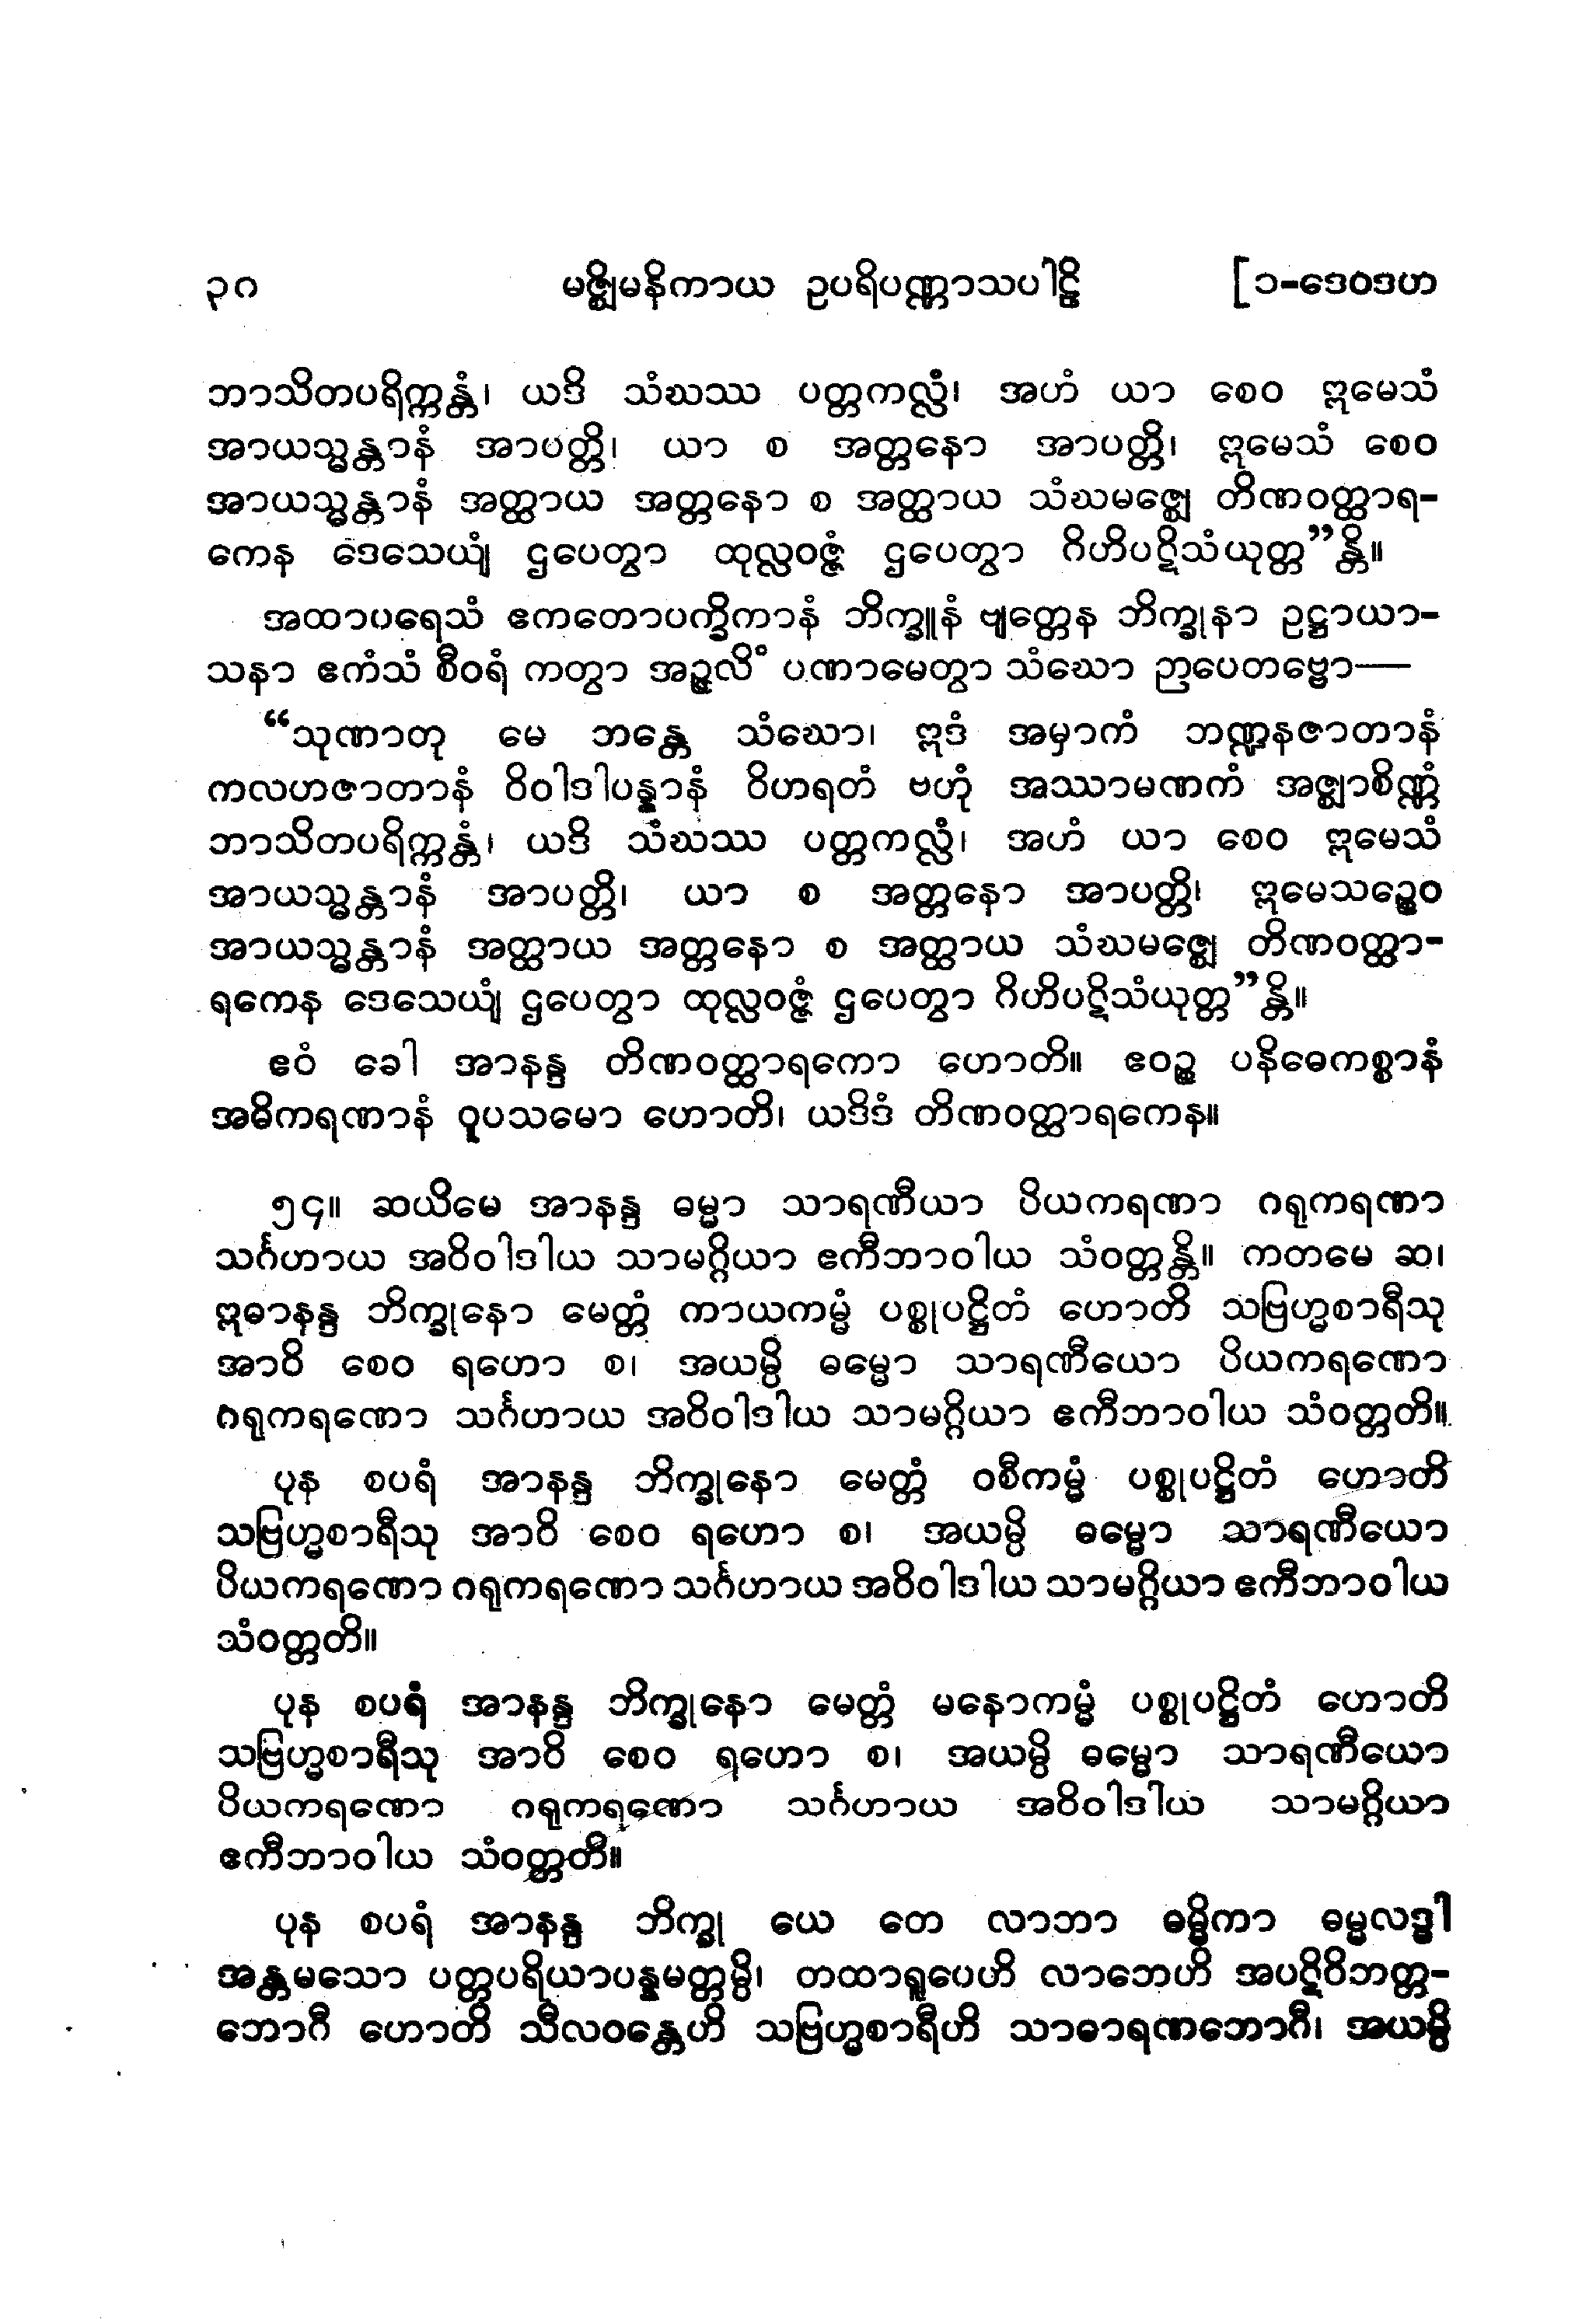 ၃ဂ မဇ္ဈိမနိကာယ ဥပရိပဏ္ဏာသပါဠိ [၁-ဒေဝဒဟ
ဘာသိတပရိက္ကန္တံ၊ ယဒိ သံဃဿ ပတ္တကလ္လံ၊ အဟံ ယာ စေဝ ဣမေသံ
အာယသ္မန္တာနံ အာပတ္တိ၊ ယာ စ အတ္တနော အာပတ္တိ၊ ဣမေသံ စေဝ
အာယသ္မန္တာနံ အတ္ထာယ အတ္တနော စ အတ္ထာယ သံဃမဇ္ဈေ တိဏဝတ္ထာရ-
ကေန ဒေသေယျံ ဌပေတွာ ထုလ္လဝဇ္ဇံ ဌပေတွာ ဂိဟိပဋိသံယုတ္တ”န္တိ။
အထာပရေသံ ဧကတောပက္ခိကာနံ ဘိက္ခူနံ ဗျတ္တေန ဘိက္ခုနာ ဥဋ္ဌာယာ-
သနာ ဧကံသံ စီဝရံ ကတွာ အဉ္ဇလိံ ပဏာမေတွာ သံဃော ဉာပေတဗ္ဗော—
“သုဏာတု မေ ဘန္တေ သံဃော၊ ဣဒံ အမှာကံ ဘဏ္ဍနဇာတာနံ
ကလဟဇာတာနံ ဝိဝါဒါပန္နာနံ ဝိဟရတံ ဗဟုံ အဿာမဏကံ အဇ္ဈာစိဏ္ဏံ
ဘာသိတပရိက္ကန္တံ၊ ယဒိ သံဃဿ ပတ္တကလ္လံ၊ အဟံ ယာ စေဝ ဣမေသံ
အာယသ္မန္တာနံ အာပတ္တိ၊ ယာ စ အတ္တနော အာပတ္တိ၊ ဣမေသဉ္စေဝ
အာယသ္မန္တာနံ အတ္ထာယ အတ္တနော စ အတ္ထာယ သံဃမဇ္ဈေ တိဏဝတ္ထာ-
ရကေန ဒေသေယျံ ဌပေတွာ ထုလ္လဝဇ္ဇံ ဌပေတွာ ဂိဟိပဋိသံယုတ္တ”န္တိ။
ဧဝံ ခေါ အာနန္ဒ တိဏဝတ္ထာရကော ဟောတိ။ ဧဝဉ္စ ပနိဓေကစ္စာနံ
အဓိကရဏာနံ ဝူပသမော ဟောတိ၊ ယဒိဒံ တိဏဝတ္ထာရကေန။
၅၄။ ဆယိမေ အာနန္ဒ ဓမ္မာ သာရဏီယာ ပိယကရဏာ ဂရုကရဏာ
သင်္ဂဟာယ အဝိဝါဒါယ သာမဂ္ဂိယာ ဧကီဘာဝါယ သံဝတ္တန္တိ။ ကတမေ ဆ၊
ဣဓာနန္ဒ ဘိက္ခုနော မေတ္တံ ကာယကမ္မံ ပစ္စုပဋ္ဌိတံ ဟောတိ သဗြဟ္မစာရီသု
အာဝိ စေဝ ရဟော စ၊ အယမ္ပိ ဓမ္မော သာရဏီယော ပိယကရဏော
ဂရုကရဏော သင်္ဂဟာယ အဝိဝါဒါယ သာမဂ္ဂိယာ ဧကီဘာဝါယ သံဝတ္တတိ။
ပုန စပရံ အာနန္ဒ ဘိက္ခုနော မေတ္တံ ဝစီကမ္မံ ပစ္စုပဋ္ဌိတံ ဟောတိ
သဗြဟ္မစာရီသု အာဝိ စေဝ ရဟော စ၊ အယမ္ပိ ဓမ္မော သာရဏီယော
ပိယကရဏော ဂရုကရဏော သင်္ဂဟာယ အဝိဝါဒါယ သာမဂ္ဂိယာ ဧကီဘာဝါယ
သံဝတ္တတိ။
ပုန စပရံ အာနန္ဒ ဘိက္ခုနော မေတ္တံ မနောကမ္မံ ပစ္စုပဋ္ဌိတံ ဟောတိ
သဗြဟ္မစာရီသု အာဝိ စေဝ ရဟော စ၊ အယမ္ပိ ဓမ္မော သာရဏီယော
ပိယကရဏော ဂရုကရဏော သင်္ဂဟာယ အဝိဝါဒါယ သာမဂ္ဂိယာ
ဧကီဘာဝါယ သံဝတ္တတိ။
ပုန စပရံ အာနန္ဒ ဘိက္ခု ယေ တေ လာဘာ ဓမ္မိကာ ဓမ္မလဒ္ဓါ
အန္တမသော ပတ္တပရိယာပန္နမတ္တမ္ပိ၊ တထာရူပေဟိ လာဘေဟိ အပဋိဝိဘတ္တ-
ဘောဂီ ဟောတိ သီလဝန္တေဟိ သဗြဟ္မစာရီဟိ သာဓာရဏဘောဂီ၊ အယမ္ပိ